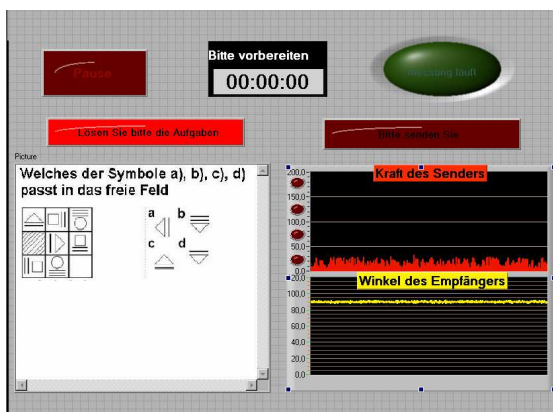 Pause
Bitte vorbereiten
00:00:00
Messung läuft
Lösen Sie bitte die Aufgaben
Bitte senden Sie
Picture
Welches der Symbole a), b), c), d)
passt in das freie Feld
a b
c d
Kraft des Senders
200,0
150,0
100,0
50,0
0,0
Winkel des Empfängers
120,0
100,0
80,0
60,0
40,0
20,0
0,0